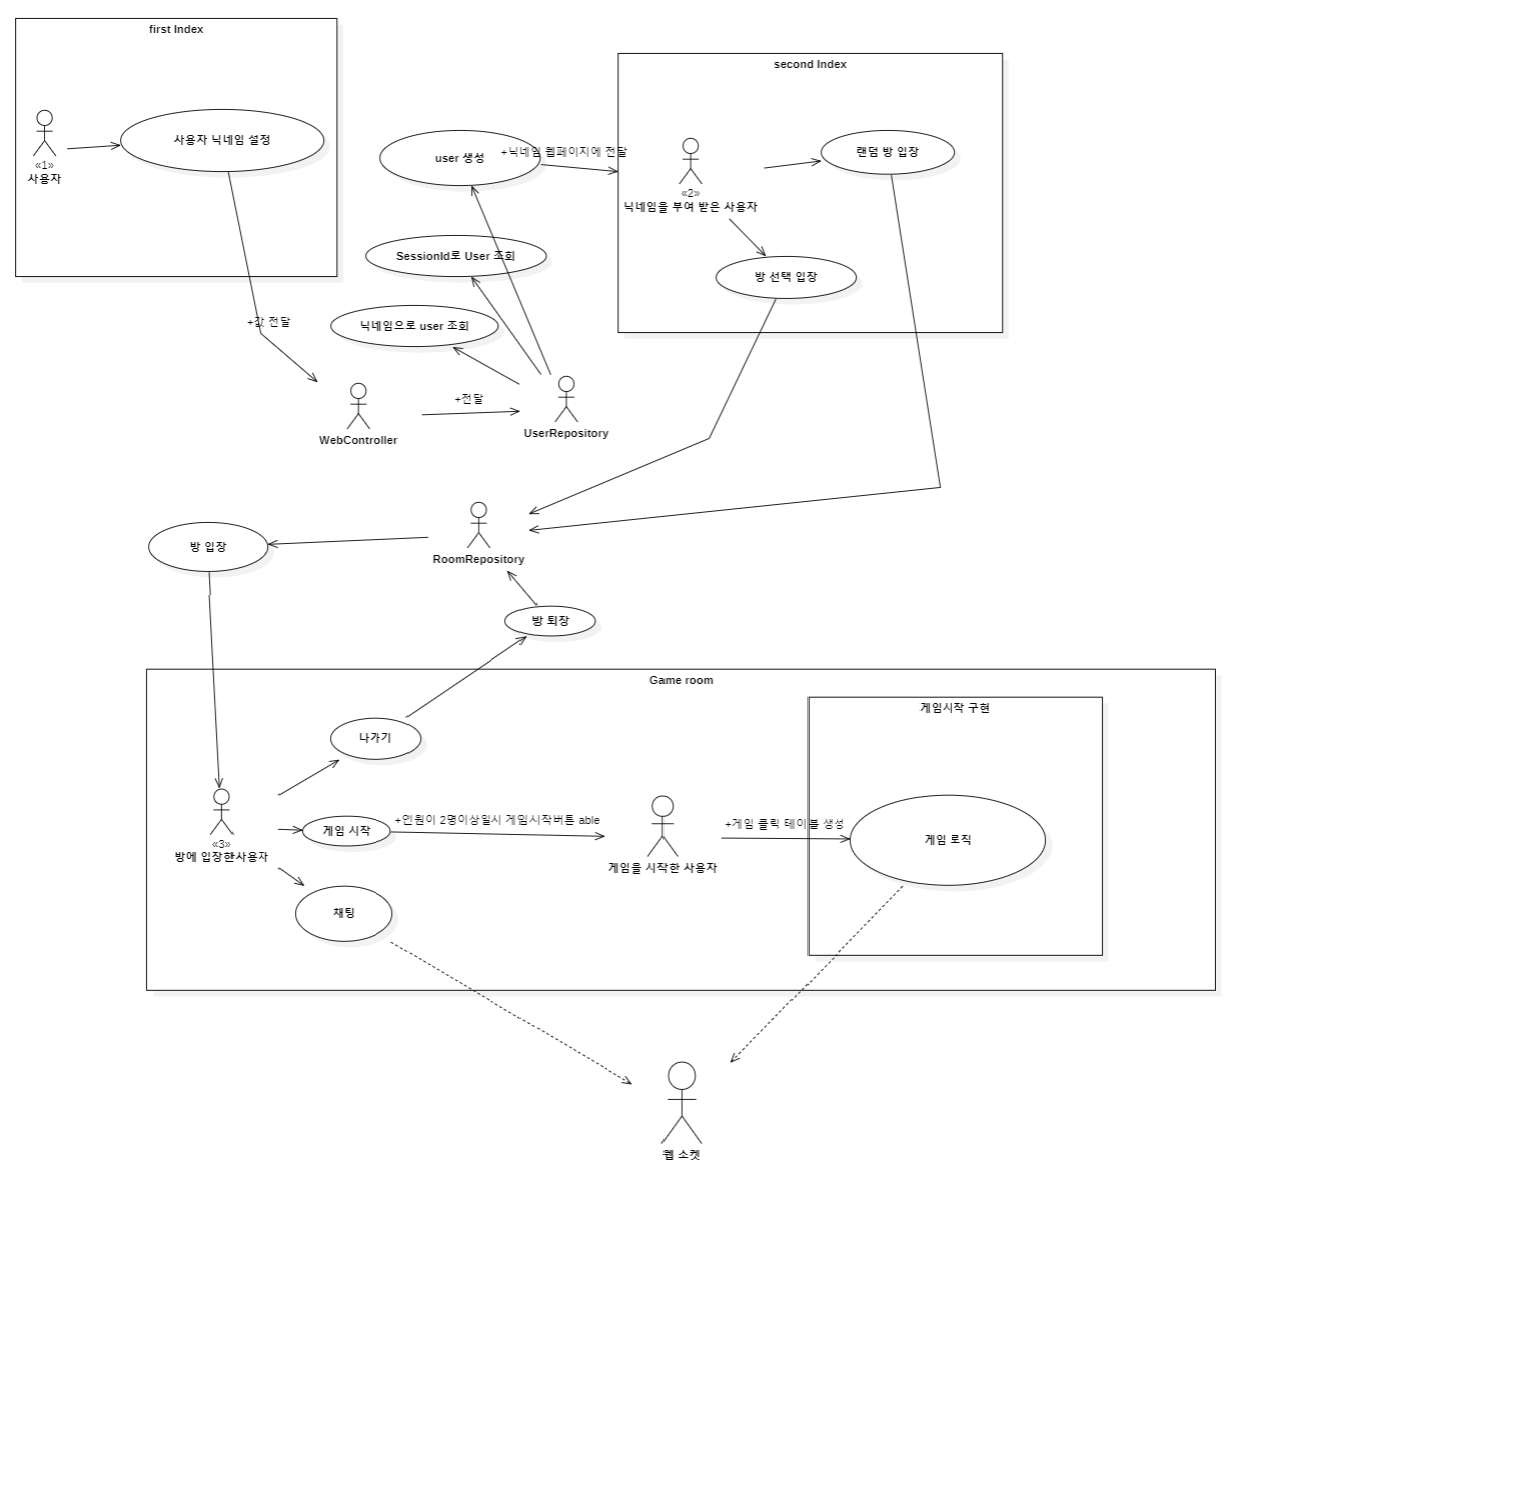 first Index
«1»
사용자
사용자 닉네임 설정
+값 전달
user 생성
+닉네임 웹페이지에 전달
SessionId로 User 조회
닉네임으로 user 조회
WebController
+전달
UserRepository
second Index
«2»
닉네임을 부여 받은 사용자
랜덤 방 입장
방 선택 입장
방 입장
RoomRepository
방 퇴장
Game room
나가기
«3»
방에 입장한사용자
게임 시작
+인원이 2명이상일시 게임시작버튼 able
채팅
게임을 시작한 사용자
+게임 클릭 테이블 생성
게임시작 구현
게임 로직
웹 소켓